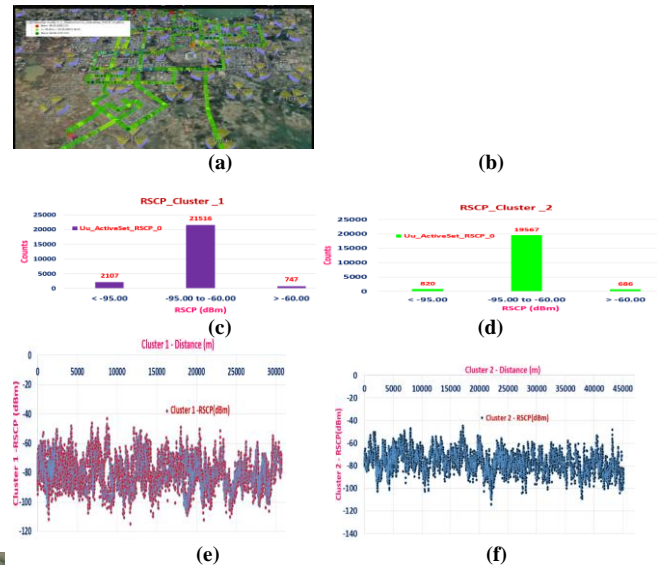 (a)
(b)
RSCP_Cluster _1
25000
20000
15000
10000
5000
0
Counts
Uu_ActiveSet_RSCP_0
2107
21516
747
< -95.00
-95.00 to -60.00
> -60.00
RSCP (dBm)
(c)
RSCP_Cluster _2
25000
20000
15000
10000
5000
0
Counts
Uu_ActiveSet_RSCP_0
820
19567
686
< -95.00
-95.00 to -60.00
> -60.00
RSCP (dBm)
(d)
Cluster 1 - Distance (m)
0 5000 10000 15000 20000 25000 30000
0
-20
-40
-60
-80
-100
-120
Cluster 1 -RSCP (dBm)
Cluster 1 -RSCP(dBm)
(e)
Cluster 2 - Distance (m)
0 5000 10000 15000 20000 25000 30000 35000 40000 45000
0
-20
-40
-60
-80
-100
-120
-140
Cluster 2 - RSCP(dBm)
Cluster 2 - RSCP(dBm)
(f)